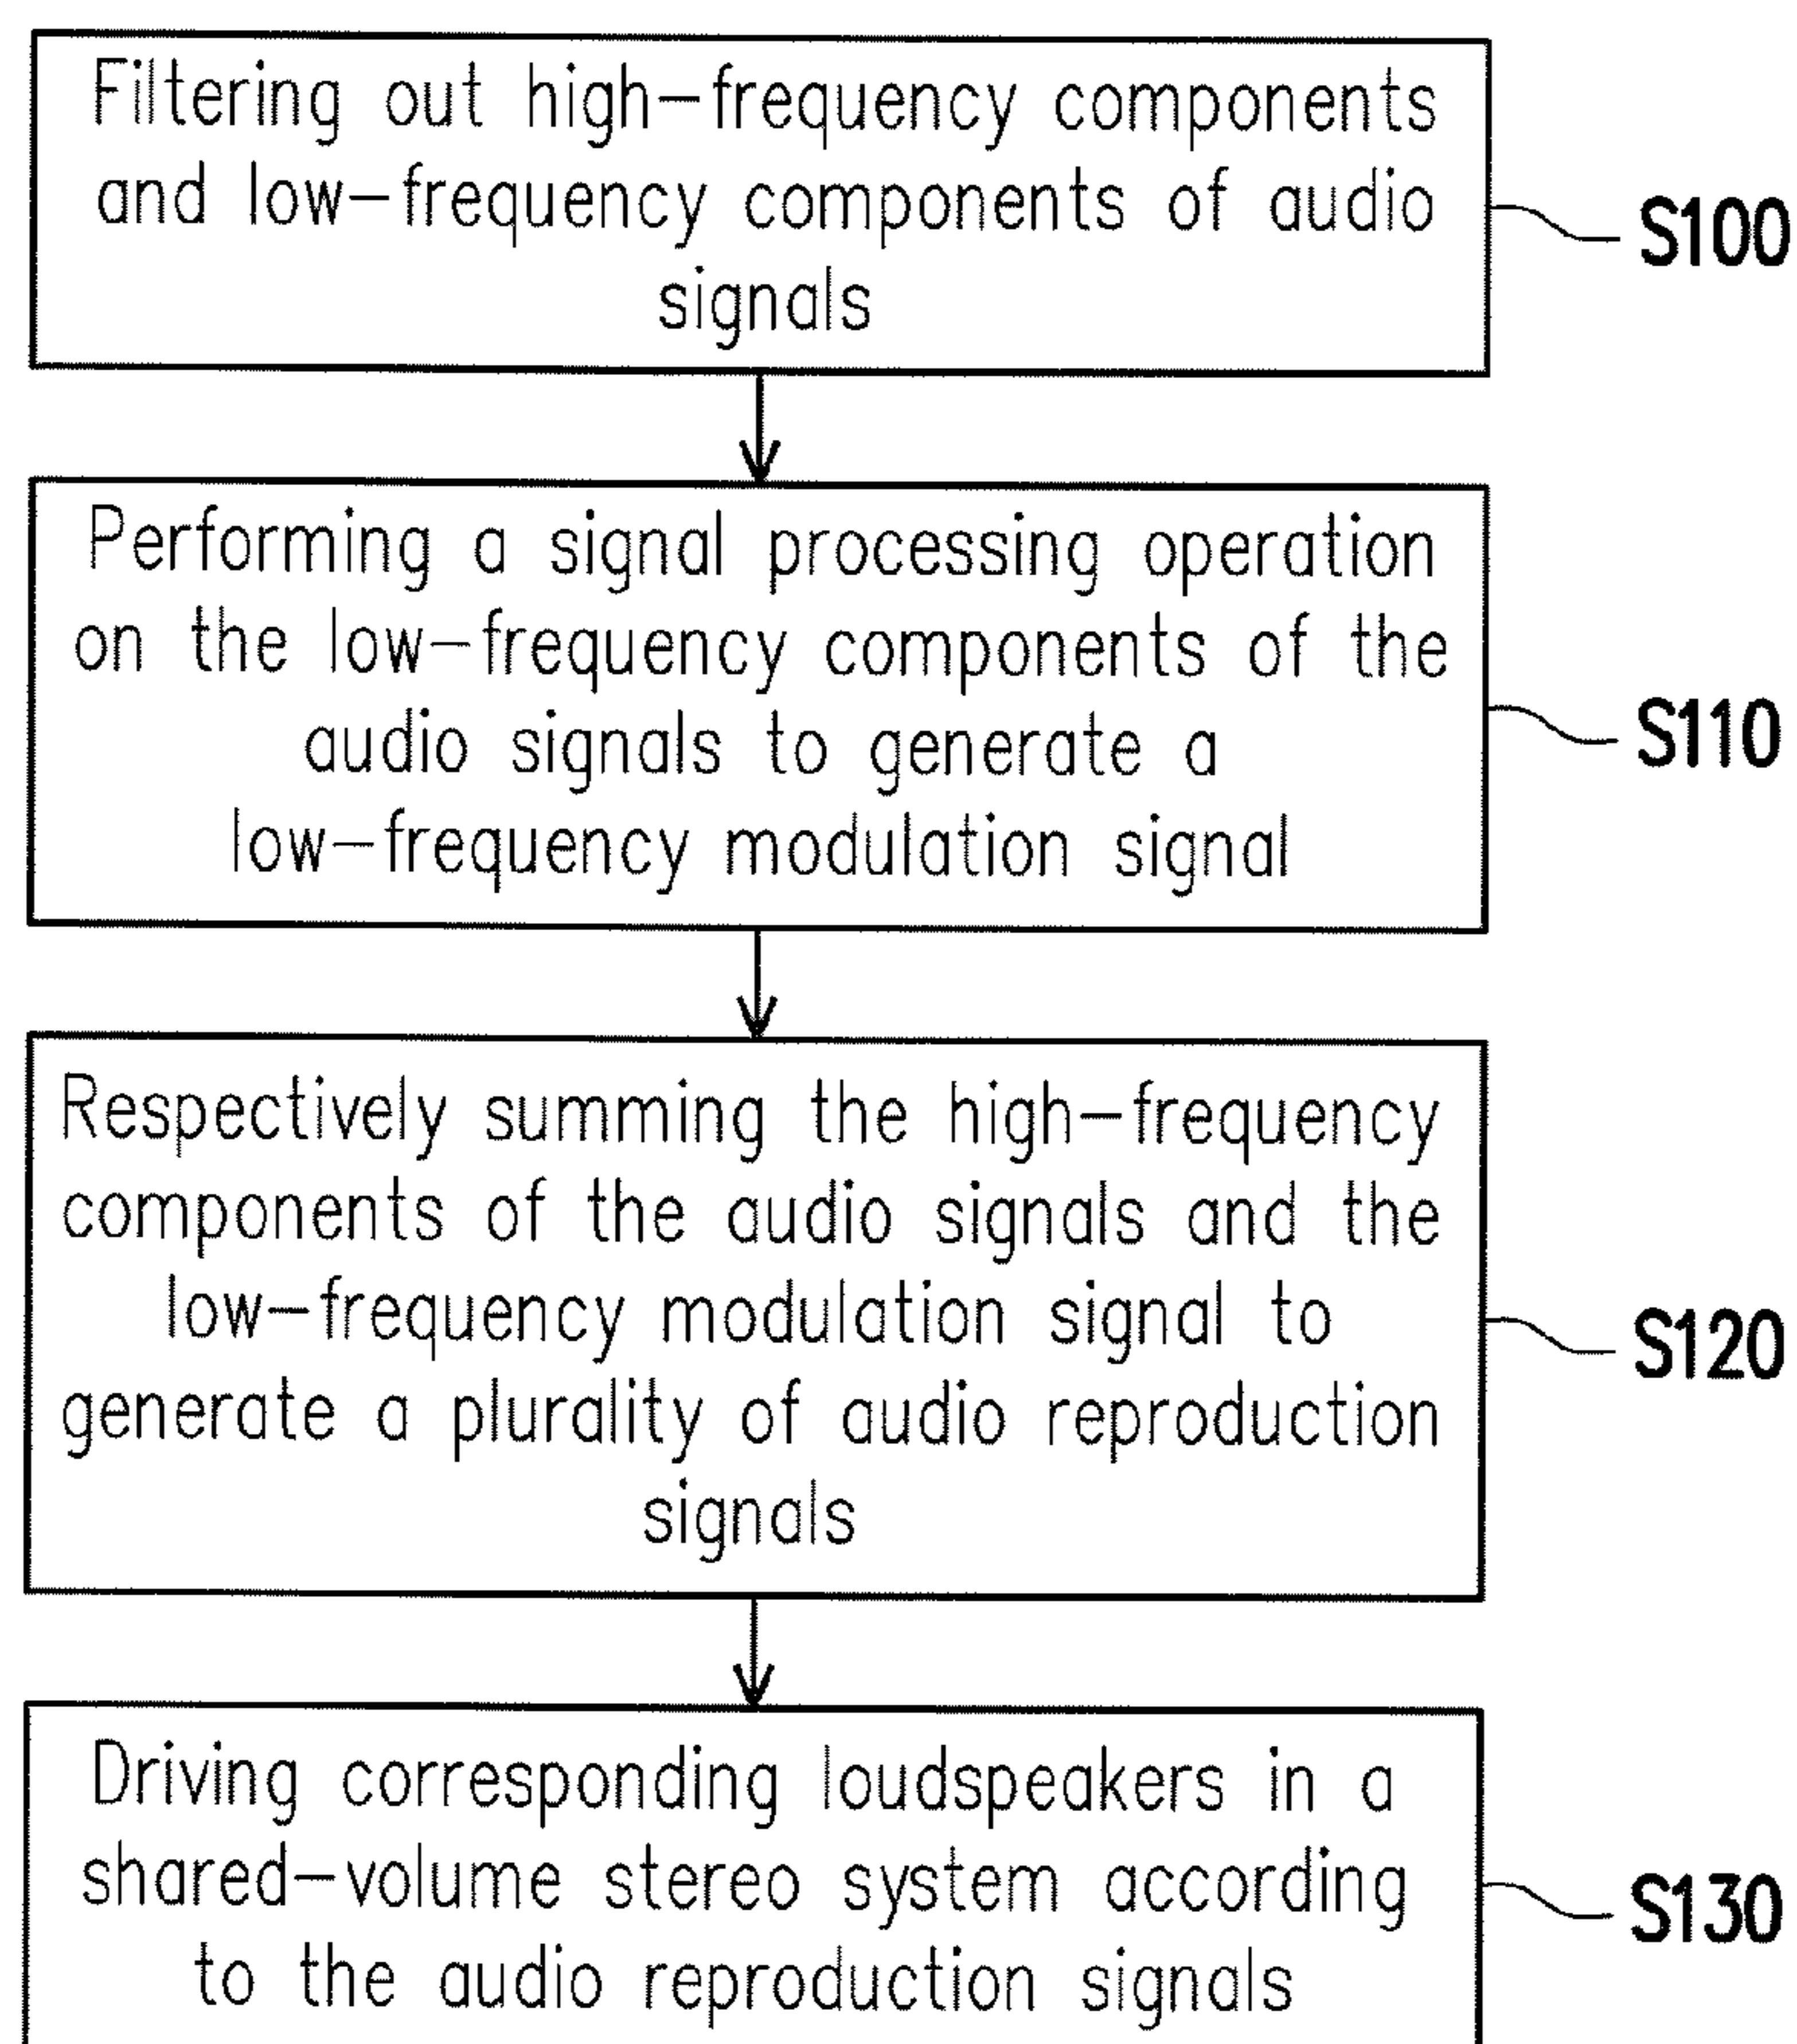 Filtering out high-frequency components
and low-frequency components of audio
signals
S100
Performing a signal processing operation
on the low-frequency components of the
audio signals to generate a
low-frequency modulation signal
S110
Respectively summing the high-frequency
components of the audio signals and the
low-frequency modulation signal to
generate a plurality of audio reproduction
signals
S120
Driving corresponding loudspeakers in a
shared-volume stereo system according
to the audio reproduction signals
S130